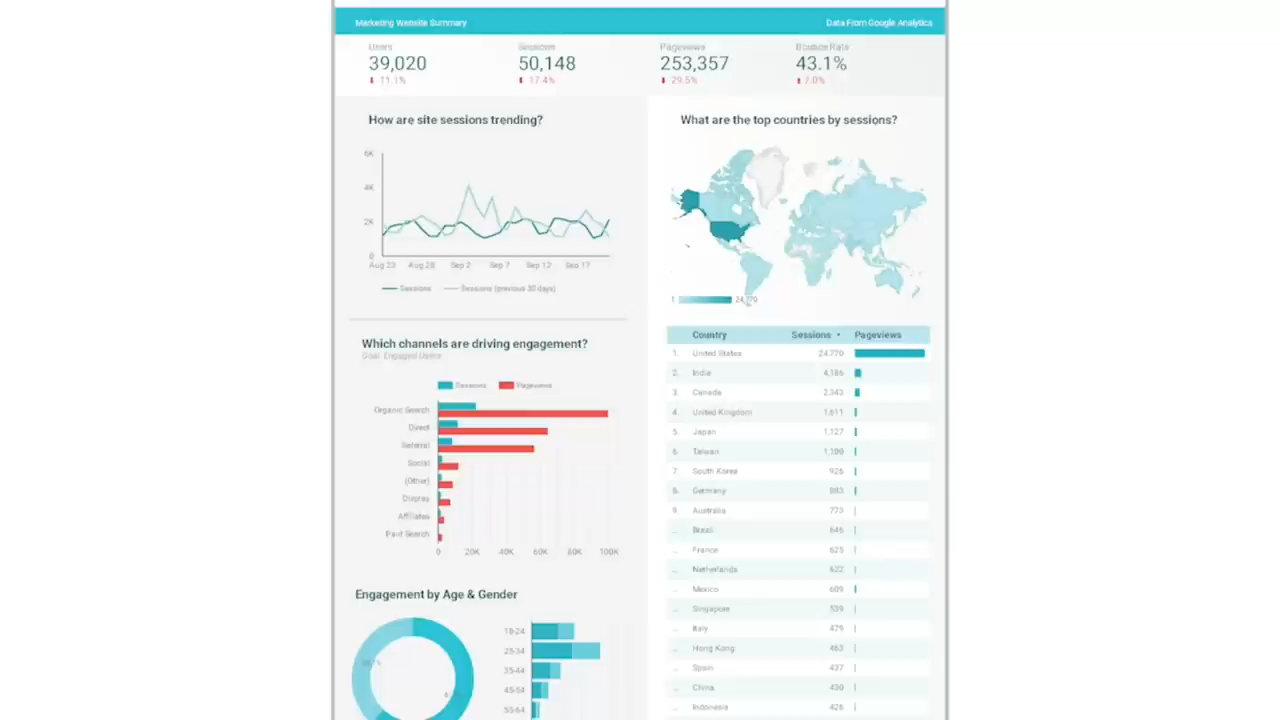 Marketing Website Summary
Data From Google Analytics
Users
39,020
11.1%
Sessions
50,148
17.4%
Pageviews
253,357
29.5%
Bounce Rate
43.1%
7.0%
How are site sessions trending?
6K
4K
2K
0
Aug 23 Aug 28 Sep 2 Sep 7 Sep 12 Sep 17
Sessions Sessions (previous 30 days)
Which channels are driving engagement?
Goal: Engaged Users
Sessions Pageviews
Organic Search
Direct
Referral
Social
(Other)
Display
Affiliates
Paid Search
0 20K 40K 60K 80K 100K
Engagement by Age & Gender
18-24
25-34
35-44
45-54
55-64
What are the top countries by sessions?
1 24,770
Country Sessions Pageviews
1. United States 24,770
2. India 4,186
3. Canada 2,343
4. United Kingdom 1,611
5. Japan 1,127
6. Taiwan 1,100
7. South Korea 926
8. Germany 883
9. Australia 773
... Brazil 646
... France 625
... Netherlands 622
... Mexico 609
... Singapore 509
... Italy 479
... Hong Kong 463
... Spain 437
... China 430
... Indonesia 426